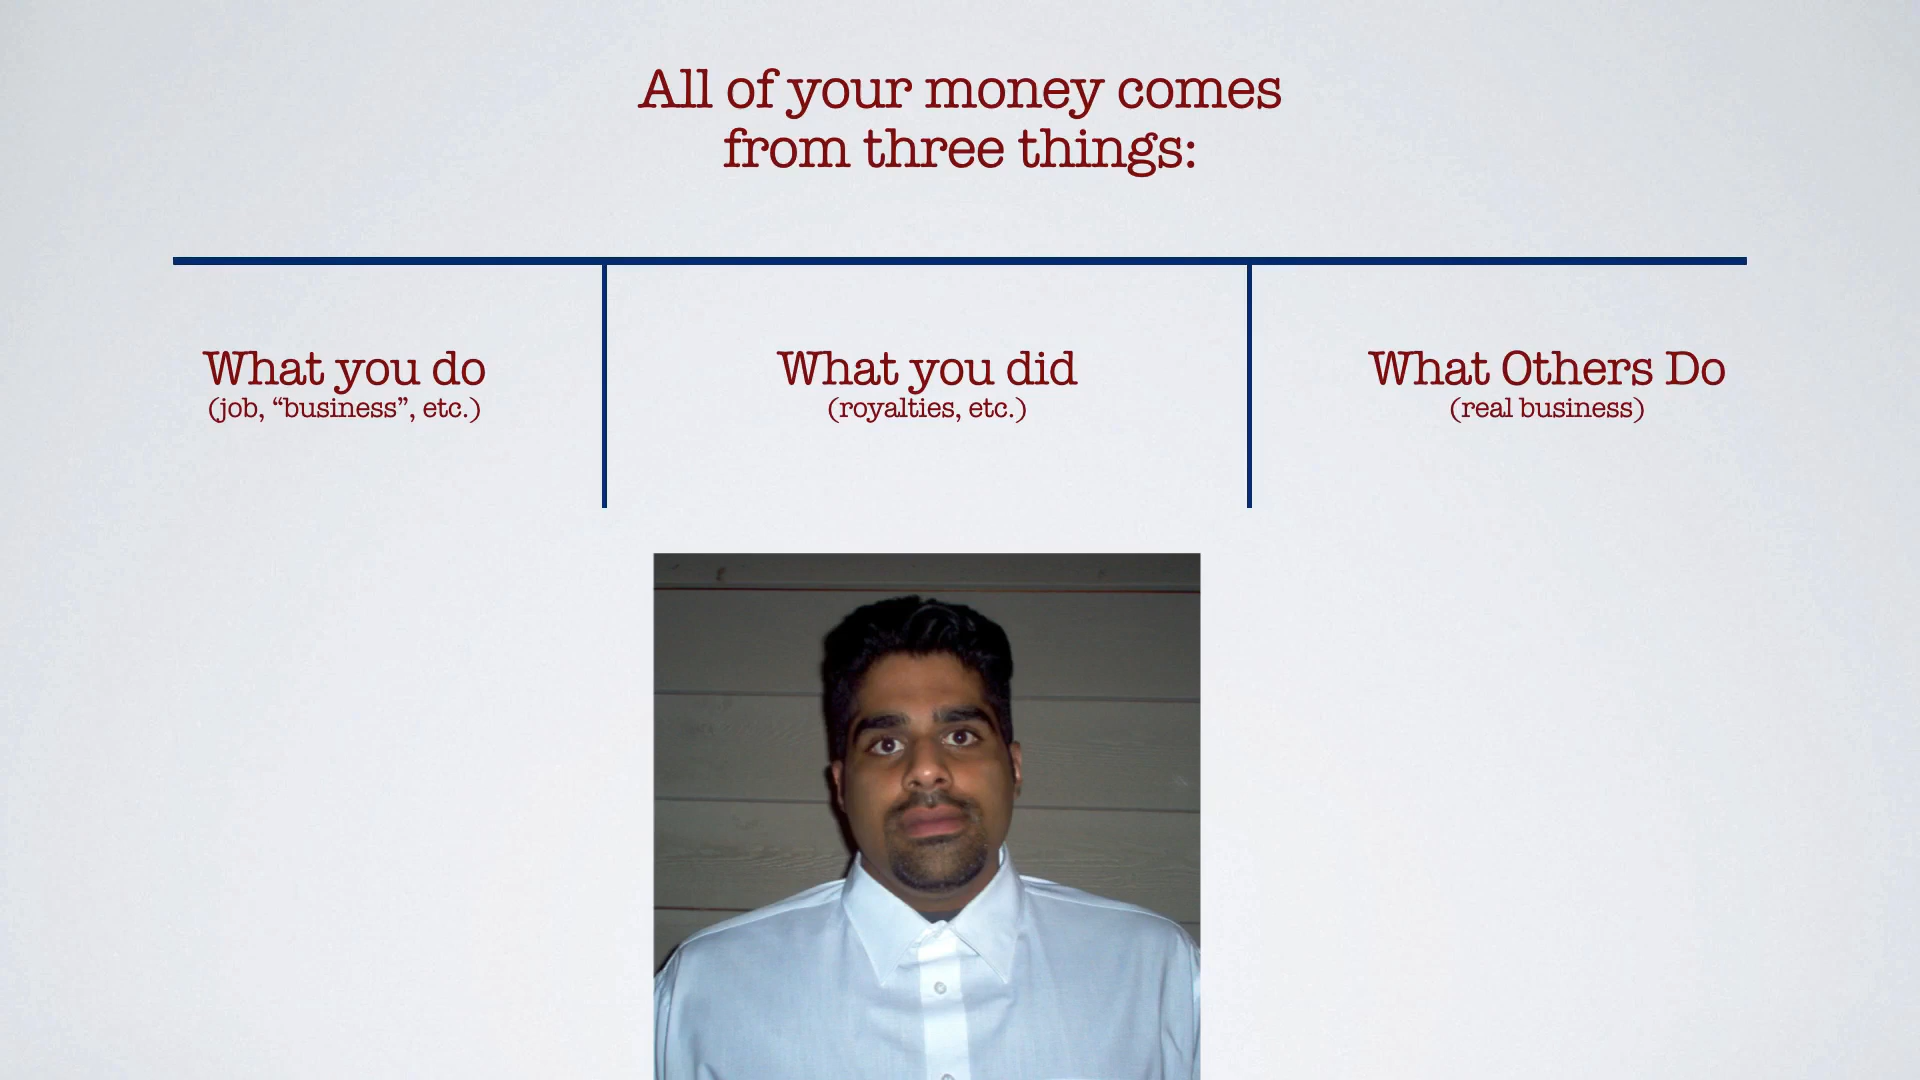 All of your money comes
from three things:
What you do
(job, “business”, etc.)
What you did
(royalties, etc.)
What Others Do
(real business)